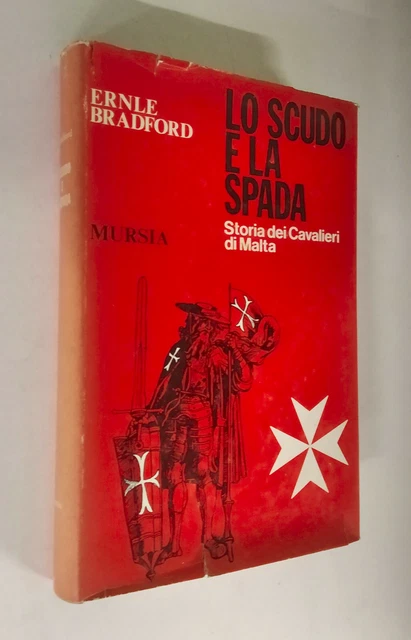 ERNLE
BRADFORD
LO SCUDO
E LA
SPADA
Storia dei Cavalieri
di Malta
MURSIA